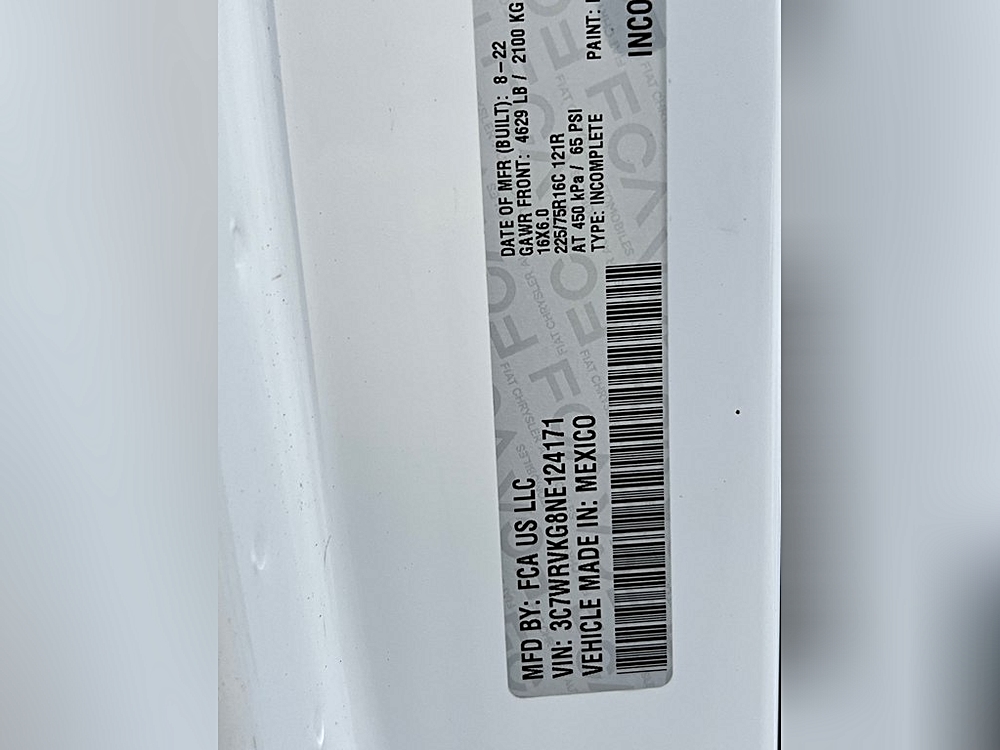 MFD BY: FCA US LLC
VIN: 3C7WRVKG8NE124171
VEHICLE MADE IN: MEXICO
DATE OF MFR (BUILT): 8-22
GAWR FRONT: 4629 LB / 2100 KG
16X6.0
225/75R16C 121R
AT 450 kPa / 65 PSI
TYPE: INCOMPLETE
PAINT:
INCO